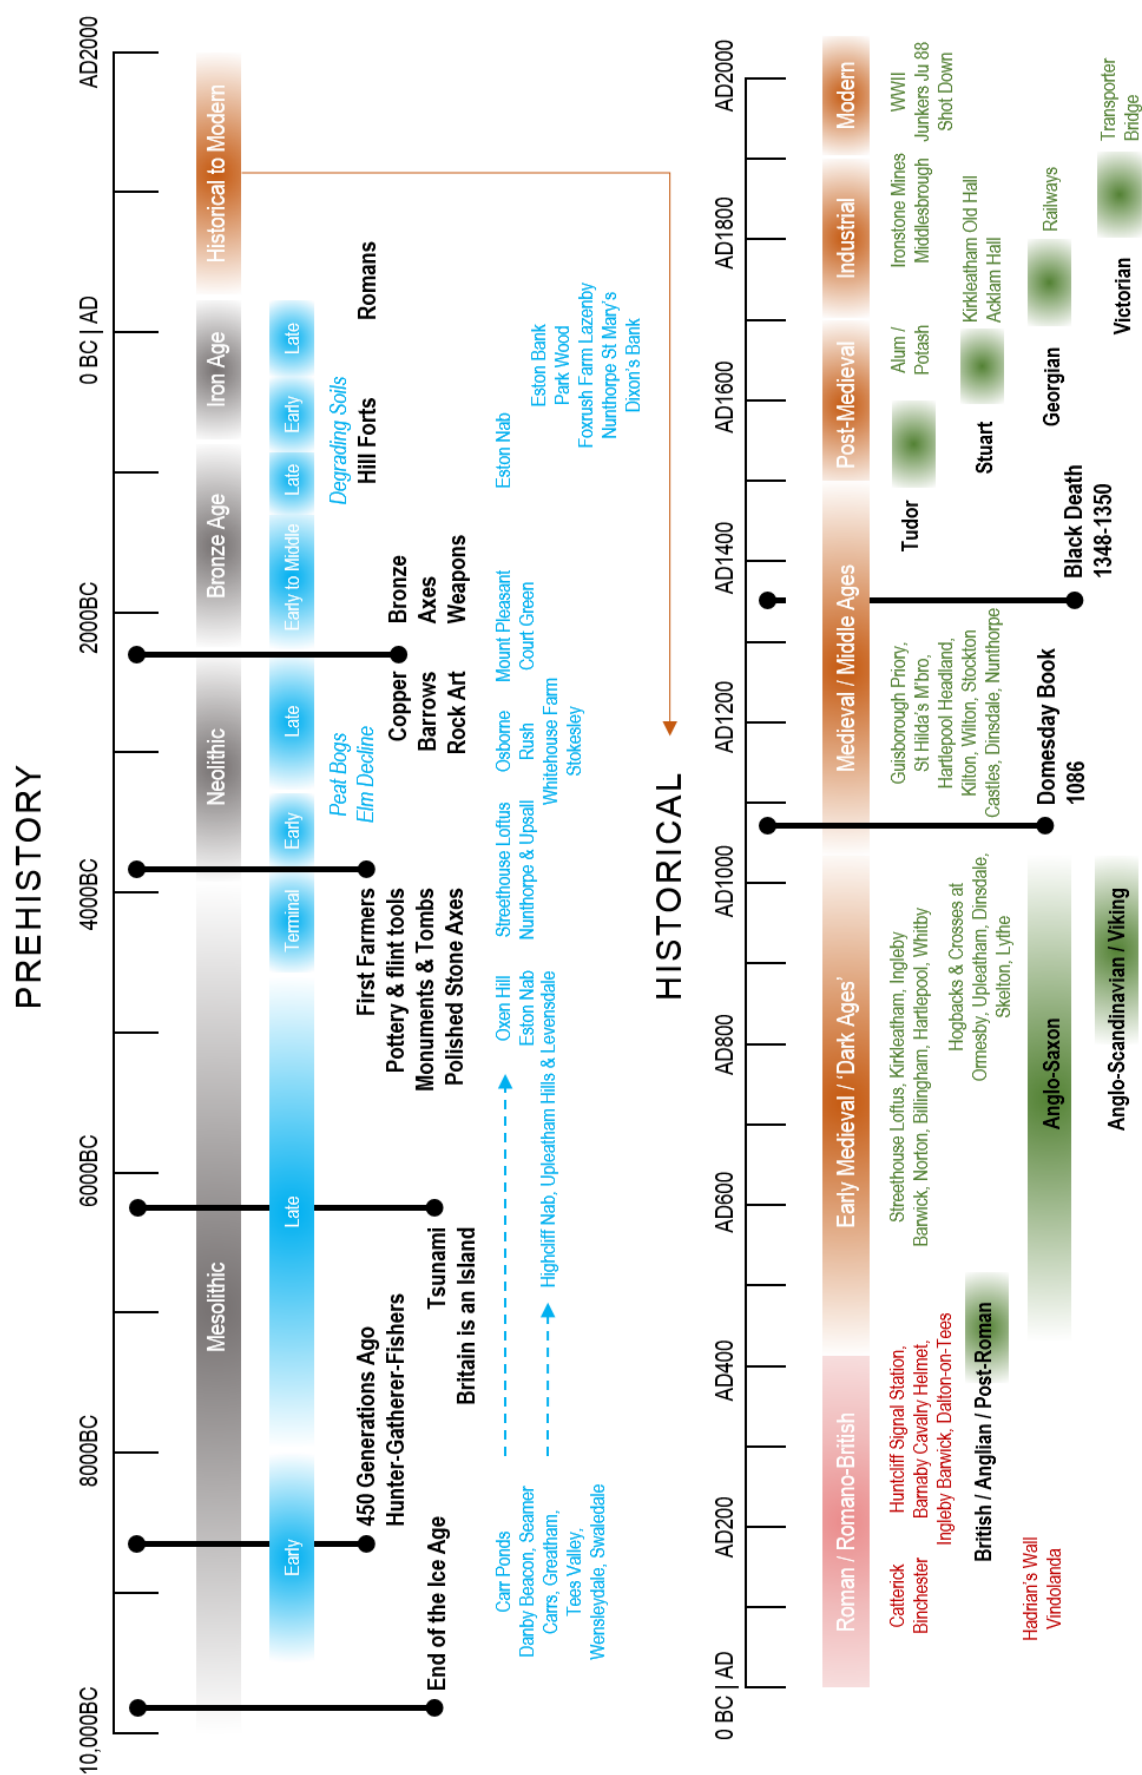 PREHISTORY
10,000BC
8000BC
6000BC
4000BC
2000BC
0 BC | AD
AD2000
Mesolithic
Neolithic
Bronze Age
Iron Age
Historical to Modern
Early
Late
Terminal
Early
Late
Early to Middle
Late
Early
Late
Peat Bogs
Elm Decline
Degrading Soils
End of the Ice Age
450 Generations Ago
Hunter-Gatherer-Fishers
Tsunami
Britain is an Island
First Farmers
Pottery & flint tools
Monuments & Tombs
Polished Stone Axes
Copper
Barrows
Rock Art
Bronze
Axes
Weapons
Hill Forts
Romans
Carr Ponds
Danby Beacon, Seamer
Carrs, Greatham,
Tees Valley,
Wensleydale, Swaledale
Oxen Hill
Eston Nab
Highcliff Nab, Upleatham Hills & Levensdale
Streethouse Loftus
Nunthorpe & Upsall
Osborne
Rush
Whitehouse Farm
Stokesley
Mount Pleasant
Court Green
Eston Nab
Eston Bank
Park Wood
Foxrush Farm Lazenby
Nunthorpe St Mary's
Dixon's Bank
HISTORICAL
0 BC | AD
AD200
AD400
AD600
AD800
AD1000
AD1200
AD1400
AD1600
AD1800
AD2000
Roman / Romano-British
Early Medieval / 'Dark Ages'
Medieval / Middle Ages
Post-Medieval
Industrial
Modern
Catterick
Binchester
Huntcliff Signal Station,
Barnaby Cavalry Helmet,
Ingleby Barwick, Dalton-on-Tees
Hadrian's Wall
Vindolanda
British / Anglian / Post-Roman
Streethouse Loftus, Kirkleatham, Ingleby
Barwick, Norton, Billingham, Hartlepool, Whitby
Hogbacks & Crosses at
Ormesby, Upleatham, Dinsdale,
Skelton, Lythe
Anglo-Saxon
Anglo-Scandinavian / Viking
Domesday Book
1086
Guisborough Priory,
St Hilda's M'bro,
Hartlepool Headland,
Kilton, Wilton, Stockton
Castles, Dinsdale, Nunthorpe
Black Death
1348-1350
Tudor
Alum /
Potash
Stuart
Kirkleatham Old Hall
Acklam Hall
Ironstone Mines
Middlesbrough
Georgian
Railways
Victorian
Transporter
Bridge
WWII
Junkers Ju 88
Shot Down